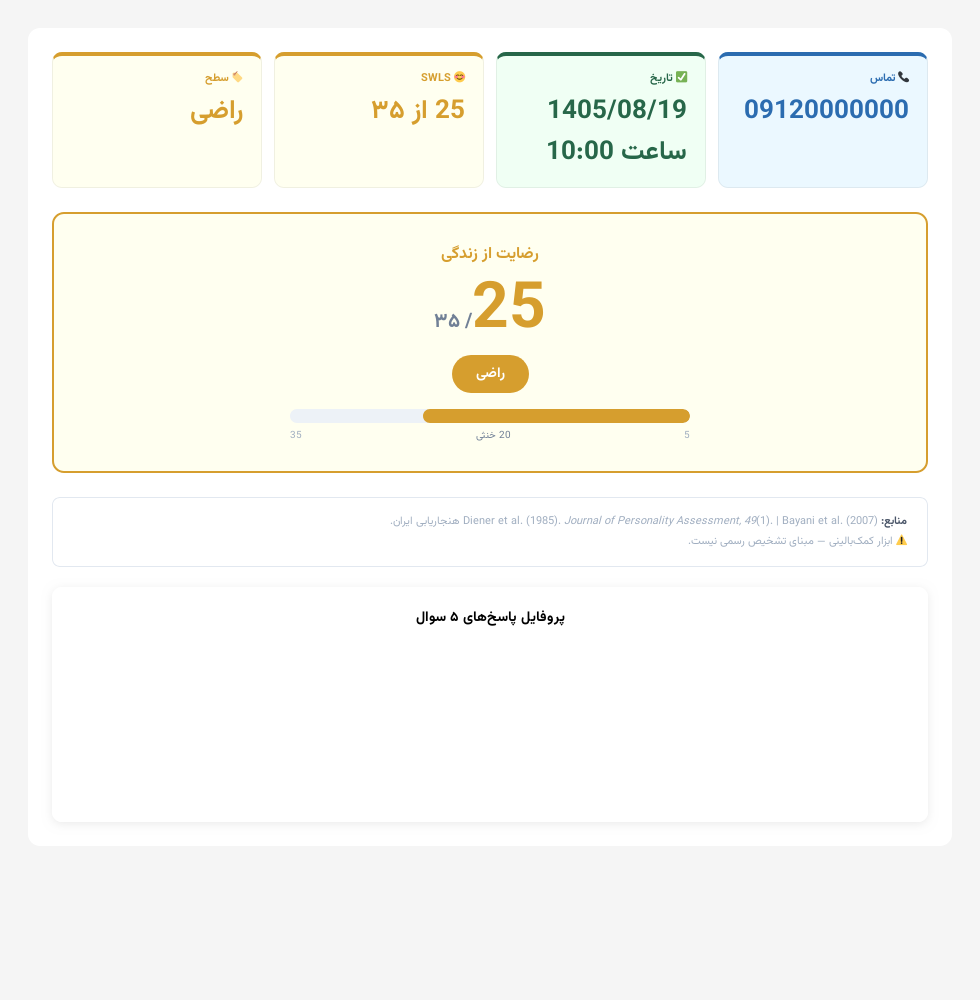 📞 تماس
09120000000
✅ تاریخ
1405/08/19
ساعت 10:00
😊 SWLS
25 از ۳۵
🏷️ سطح
راضی
رضایت از زندگی
25/ ۳۵
راضی
5
20 خنثی
35
منابع: Diener et al. (1985). Journal of Personality Assessment, 49(1). | Bayani et al. (2007) هنجاریابی ایران.
⚠️ ابزار کمک‌بالینی — مبنای تشخیص رسمی نیست.
پروفایل پاسخ‌های ۵ سوال